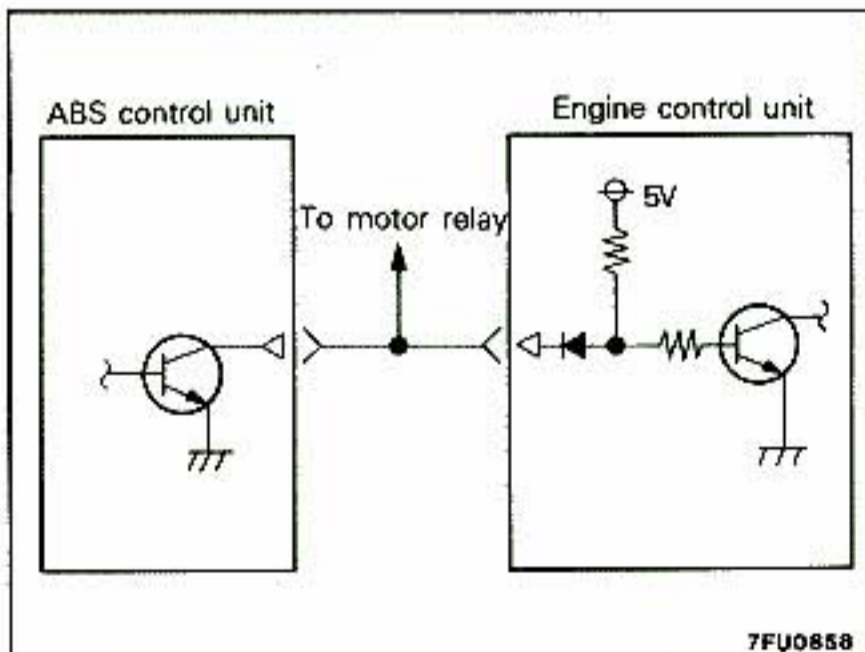 ABS control unit
Engine control unit
To motor relay
5V
7FU0858